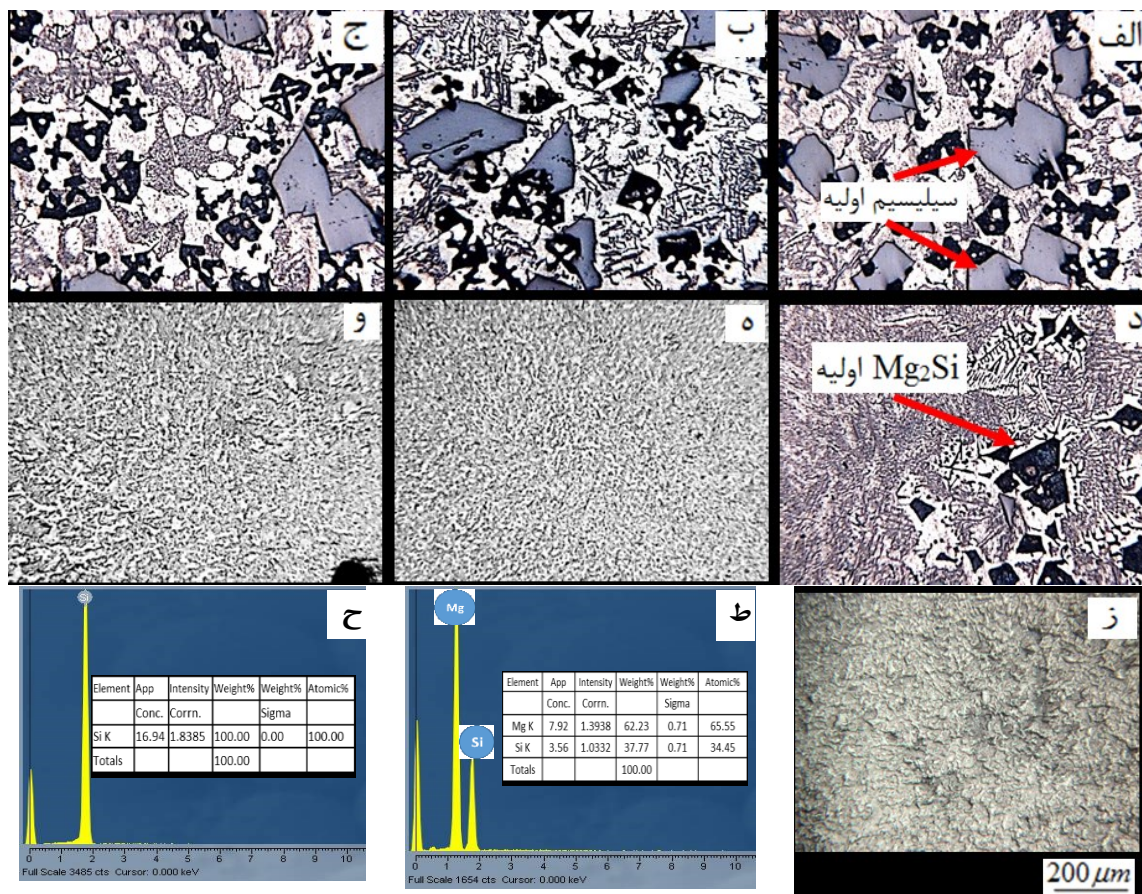 الف
ب
ج
سیلیسیم اولیه
د
ه
و
Mg₂Si اولیه
ز
ط
ح
Mg
Si
Element App Intensity Weight% Weight% Atomic%
Conc. Corrn. Sigma
Mg K 7.92 1.3938 62.23 0.71 65.55
Si K 3.56 1.0332 37.77 0.71 34.45
Totals 100.00
0 1 2 3 4 5 6 7 8 9 10
Full Scale 1654 cts Cursor: 0.000 keV
Si
Element App Intensity Weight% Weight% Atomic%
Conc. Corrn. Sigma
Si K 16.94 1.8385 100.00 0.00 100.00
Totals 100.00
0 1 2 3 4 5 6 7 8 9 10
Full Scale 3485 cts Cursor: 0.000 keV
200 μm